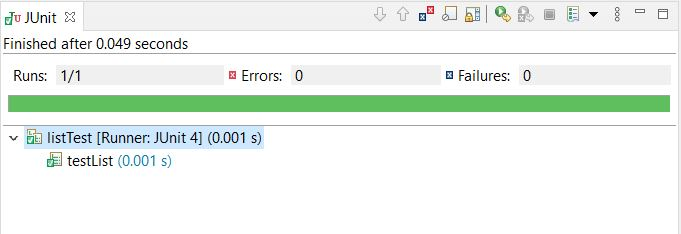 JUnit
Finished after 0.049 seconds
Runs: 1/1 Errors: 0 Failures: 0
listTest [Runner: JUnit 4] (0.001 s)
testList (0.001 s)